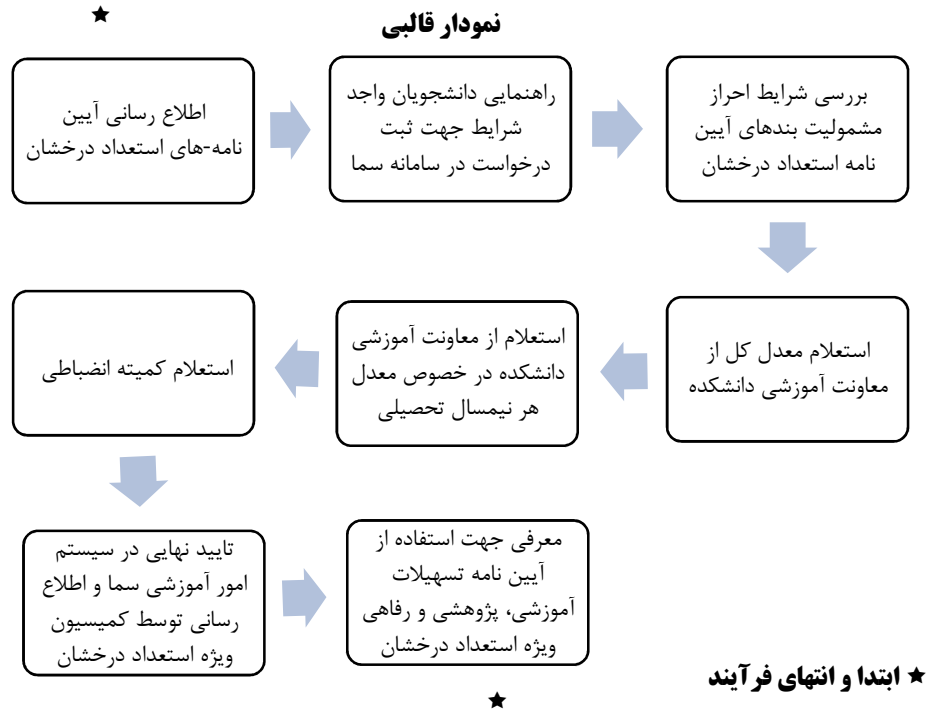 ★
نمودار قالبی
اطلاع رسانی آیین
نامه-های استعداد درخشان
راهنمایی دانشجویان واجد
شرایط جهت ثبت
درخواست در سامانه سما
بررسی شرایط احراز
مشمولیت بندهای آیین
نامه استعداد درخشان
استعلام معدل کل از
معاونت آموزشی دانشکده
استعلام از معاونت آموزشی
دانشکده در خصوص معدل
هر نیمسال تحصیلی
استعلام کمیته انضباطی
تایید نهایی در سیستم
امور آموزشی سما و اطلاع
رسانی توسط کمیسیون
ویژه استعداد درخشان
معرفی جهت استفاده از
آیین نامه تسهیلات
آموزشی، پژوهشی و رفاهی
ویژه استعداد درخشان
★
★ ابتدا و انتهای فرآیند